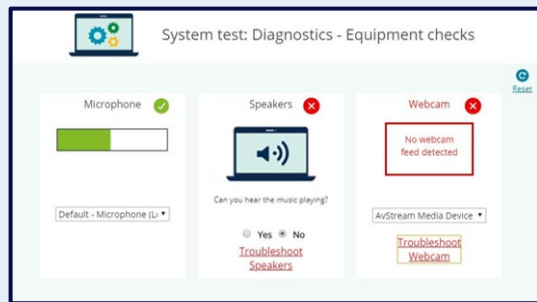 System test: Diagnostics - Equipment checks
Reset
Microphone
Default - Microphone (L
Speakers
Can you hear the music playing?
Yes No
Troubleshoot
Speakers
Webcam
No webcam
feed detected
AvStream Media Device
Troubleshoot
Webcam